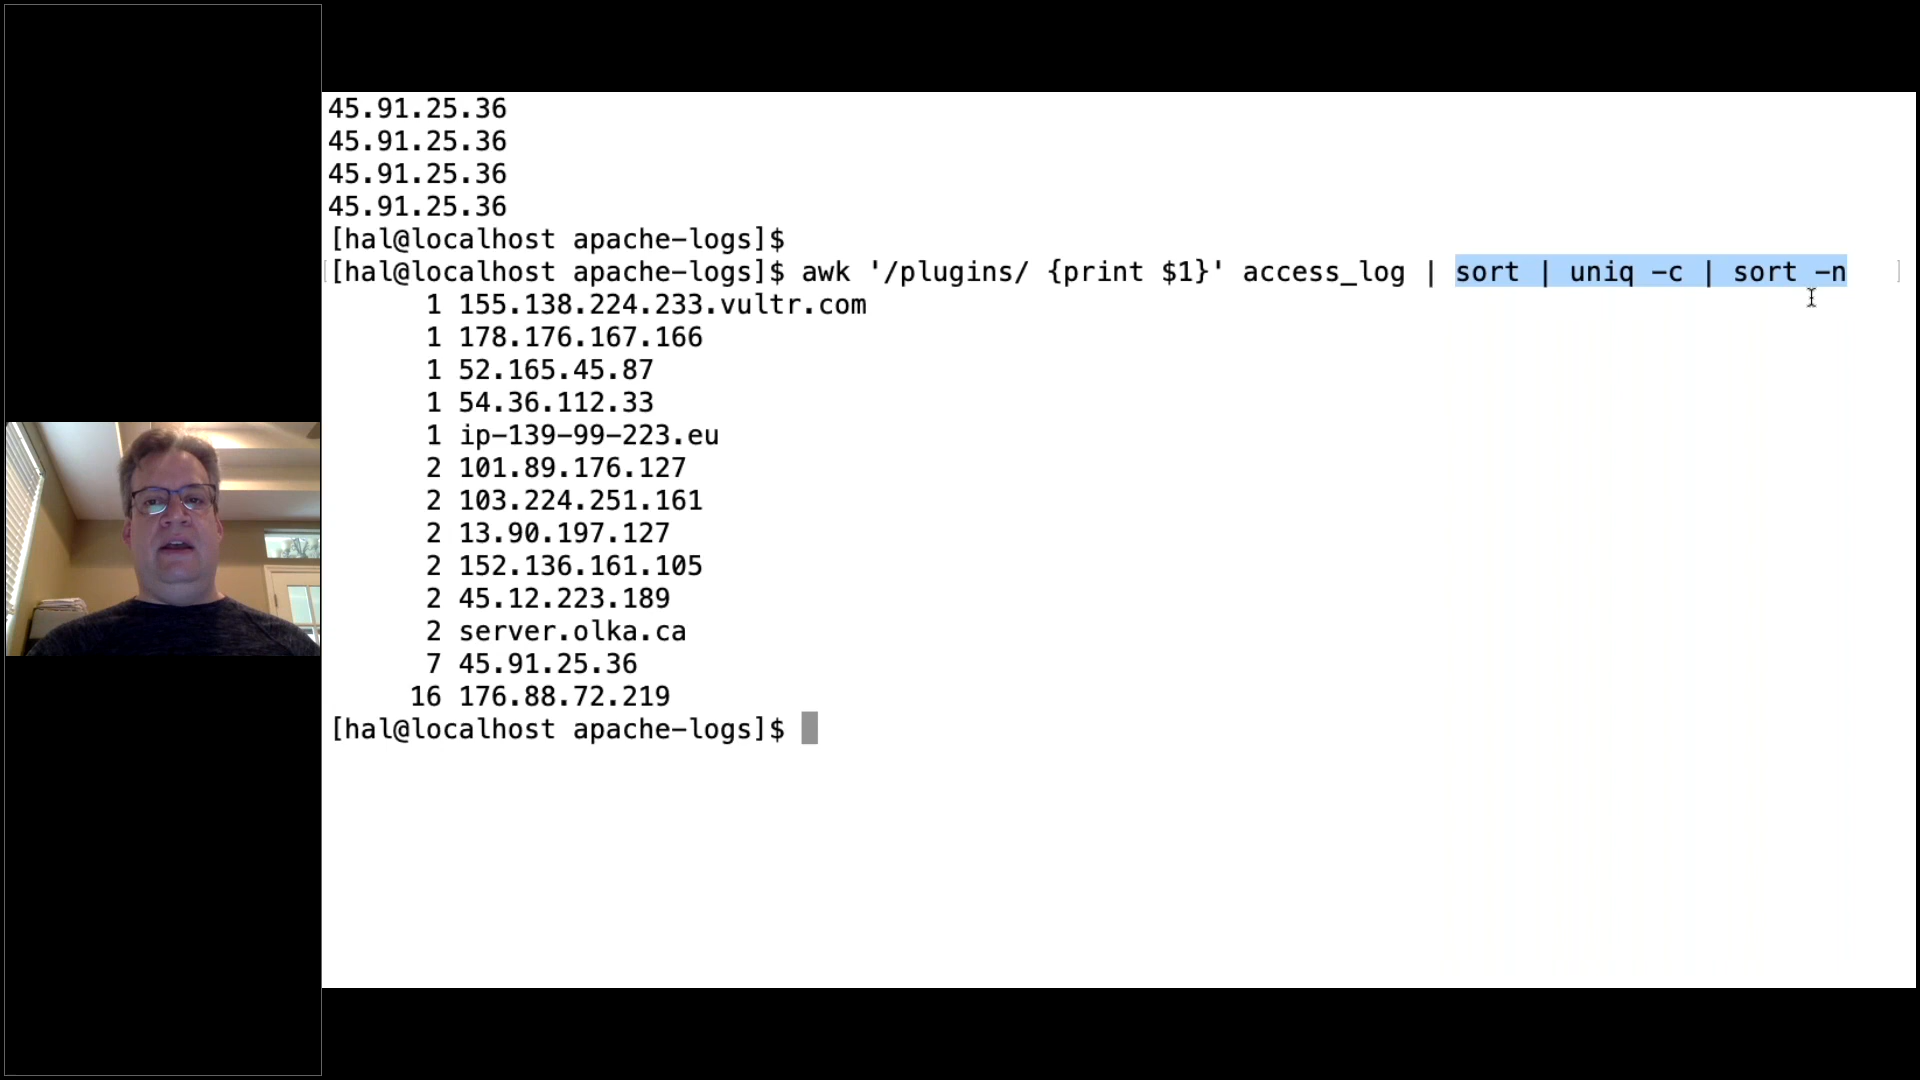 45.91.25.36
45.91.25.36
45.91.25.36
45.91.25.36
[hal@localhost apache-logs]$
[hal@localhost apache-logs]$ awk '/plugins/ {print $1}' access_log | sort | uniq -c | sort -n
1 155.138.224.233.vultr.com
1 178.176.167.166
1 52.165.45.87
1 54.36.112.33
1 ip-139-99-223.eu
2 101.89.176.127
2 103.224.251.161
2 13.90.197.127
2 152.136.161.105
2 45.12.223.189
2 server.olka.ca
7 45.91.25.36
16 176.88.72.219
[hal@localhost apache-logs]$